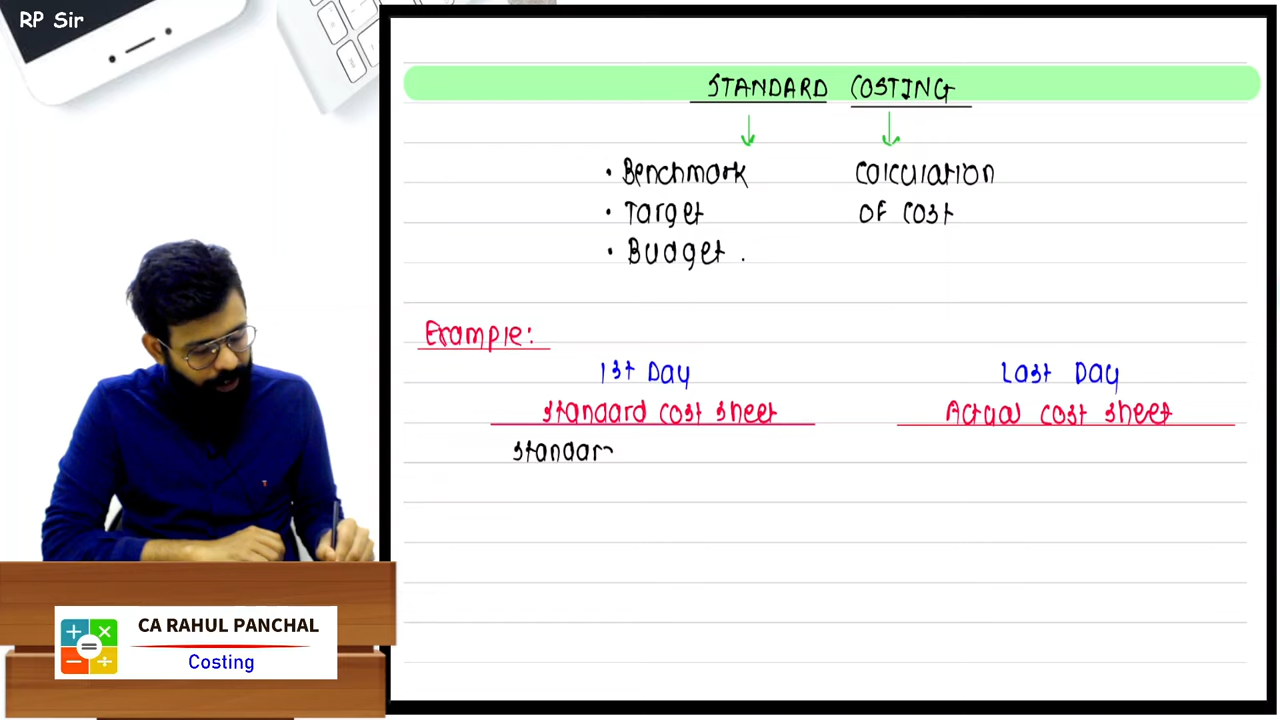 RP Sir
STANDARD COSTING
• Benchmark
• Target
• Budget .
Calculation
of cost
Example:
1st Day
Standard cost sheet
Standar
Last Day
Actual cost sheet
CA RAHUL PANCHAL
Costing